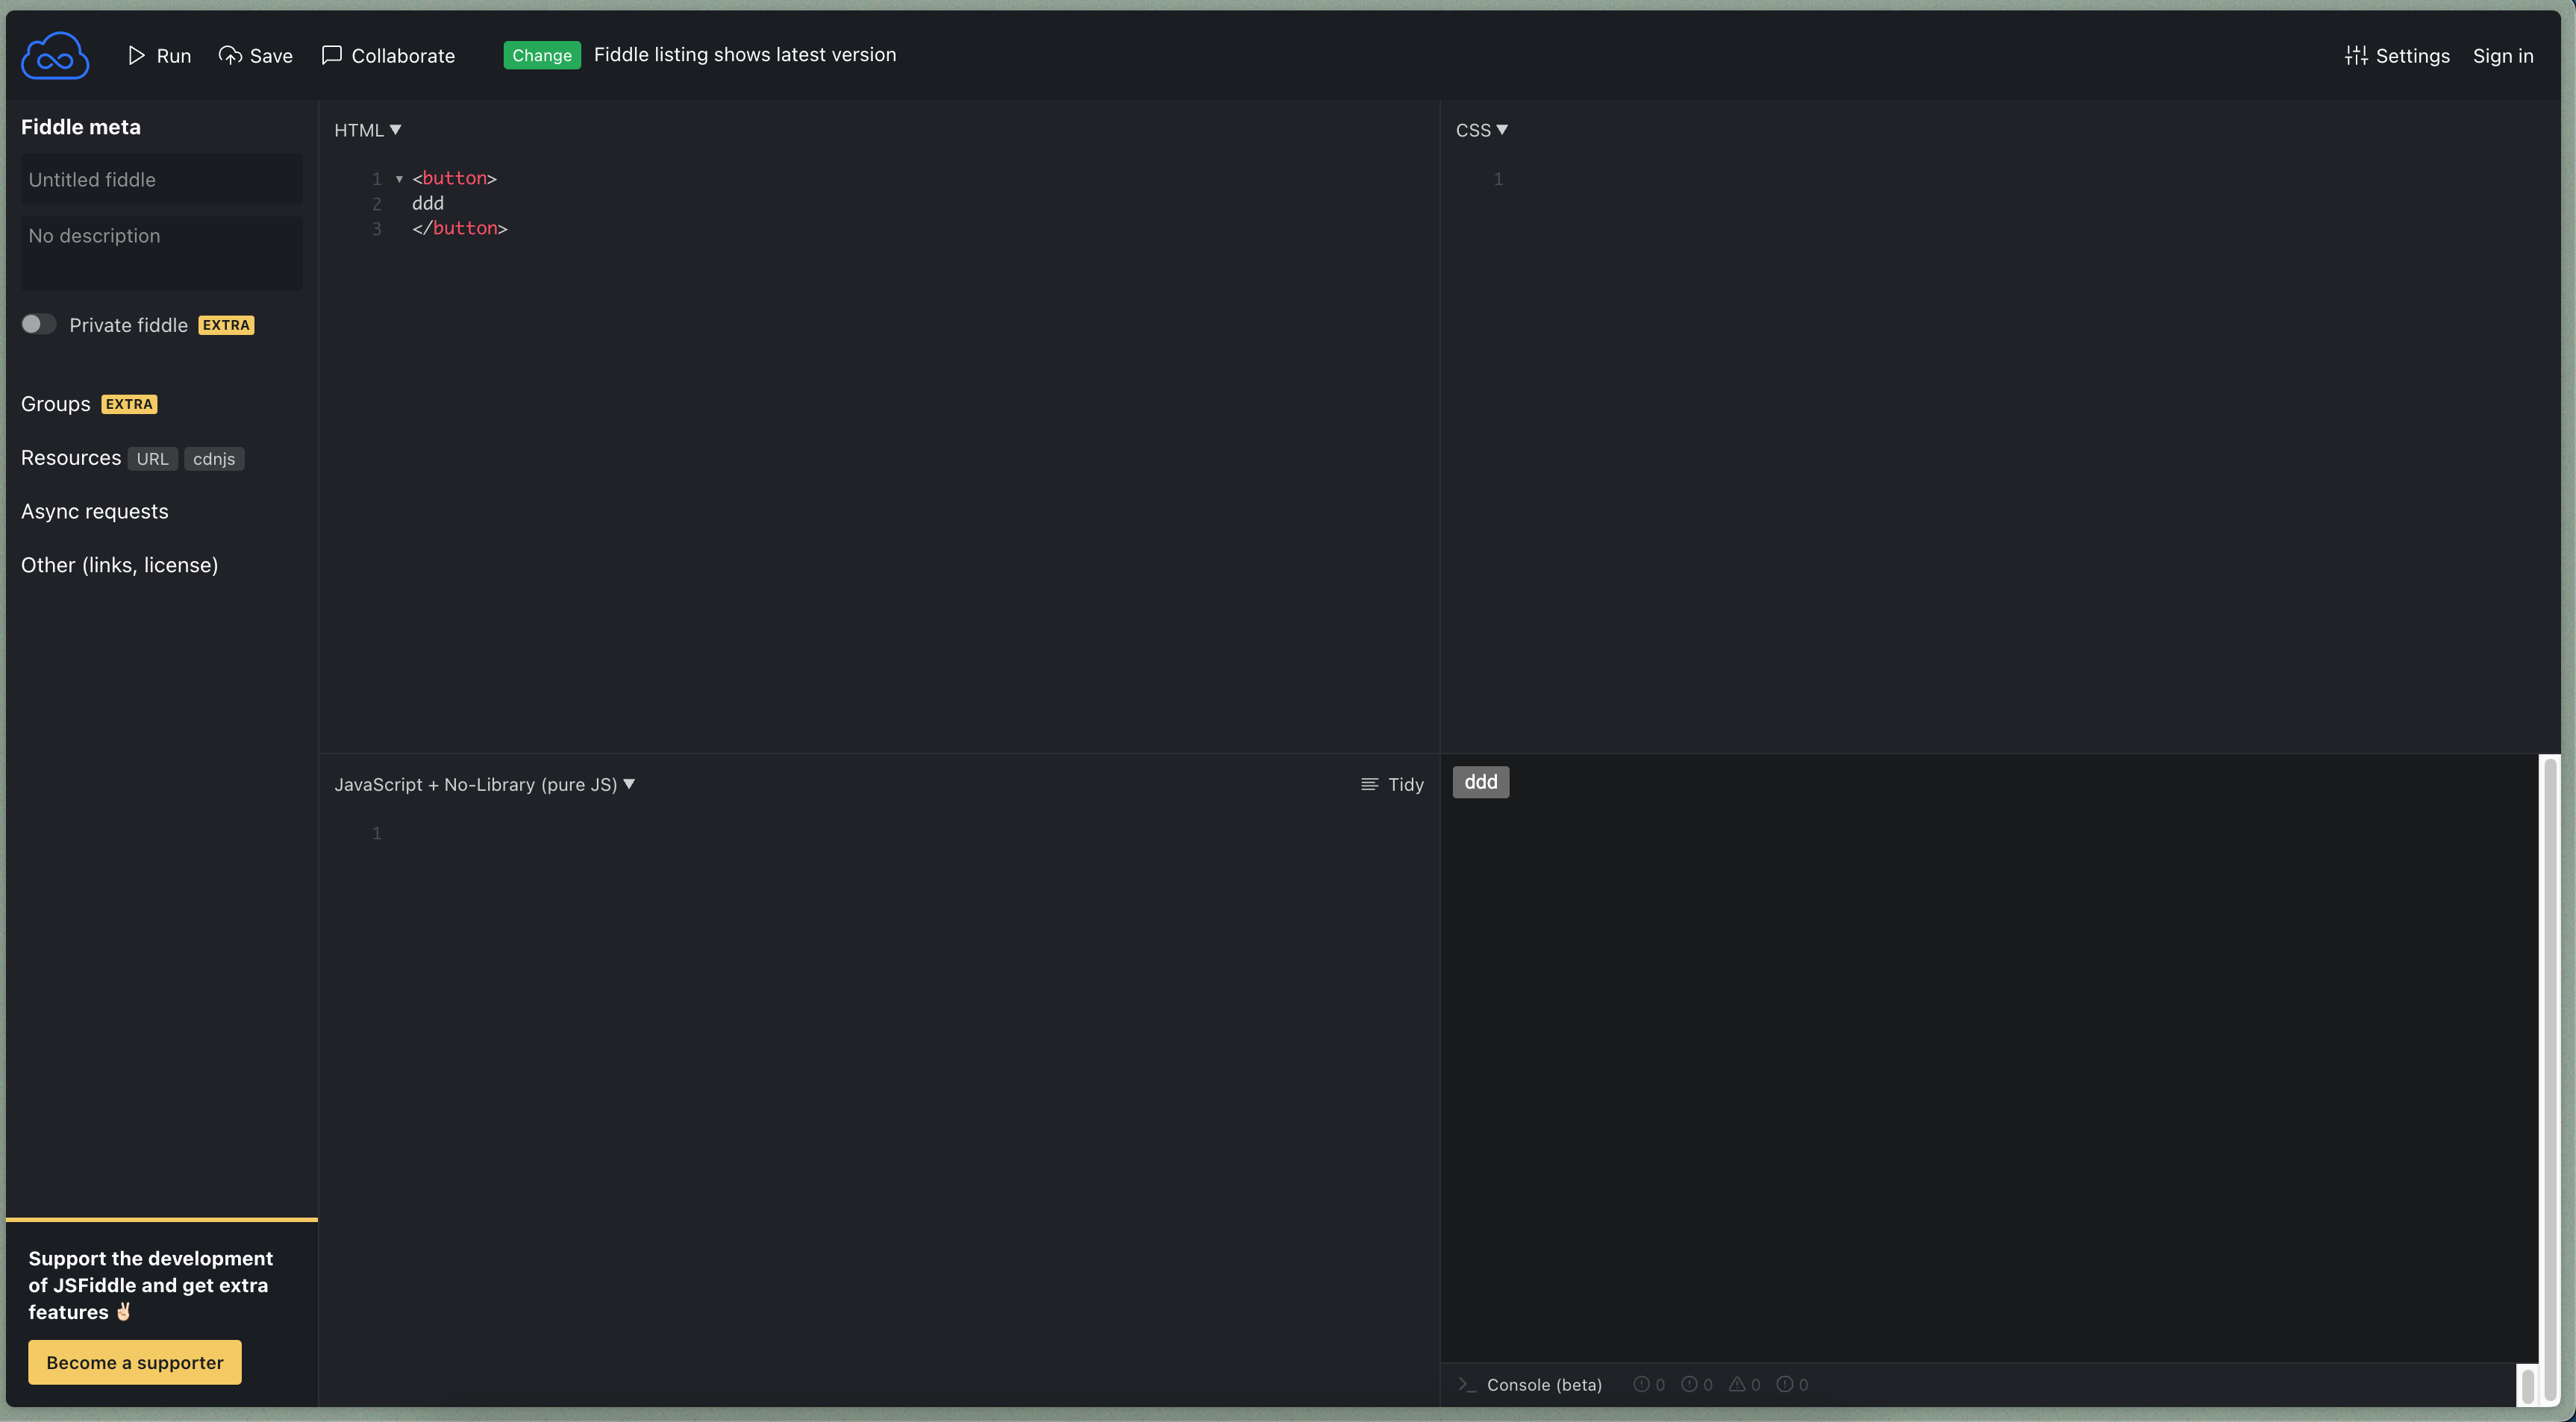 Run Save Collaborate Change Fiddle listing shows latest version Settings Sign in
Fiddle meta
Untitled fiddle
No description
Private fiddle EXTRA
Groups EXTRA
Resources URL cdnjs
Async requests
Other (links, license)
Support the development
of JSFiddle and get extra
features ✌🏻
Become a supporter
HTML ▼
1 ▾ <button>
2 ddd
3 </button>
CSS ▼
1
JavaScript + No-Library (pure JS) ▼ Tidy
1
ddd
>_ Console (beta) 0 0 0 0